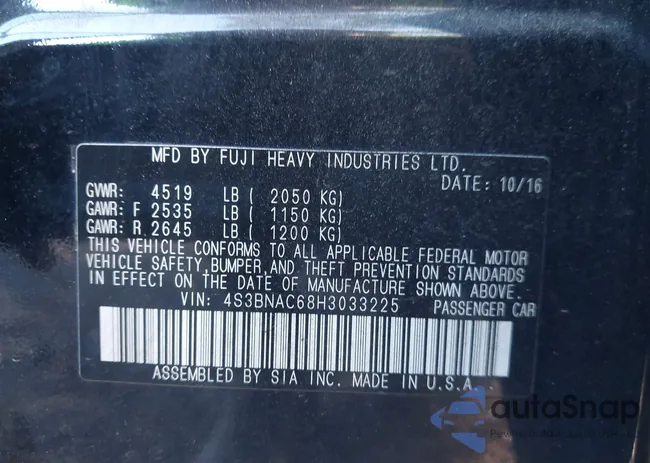 MFD BY FUJI HEAVY INDUSTRIES LTD.
DATE: 10/16
GVWR: 4519 LB ( 2050 KG)
GAWR: F 2535 LB ( 1150 KG)
GAWR: R 2645 LB ( 1200 KG)
THIS VEHICLE CONFORMS TO ALL APPLICABLE FEDERAL MOTOR
VEHICLE SAFETY, BUMPER, AND THEFT PREVENTION STANDARDS
IN EFFECT ON THE DATE OF MANUFACTURE SHOWN ABOVE.
VIN: 4S3BNAC68H3033225 PASSENGER CAR
ASSEMBLED BY SIA INC. MADE IN U.S.A.
autoSnap